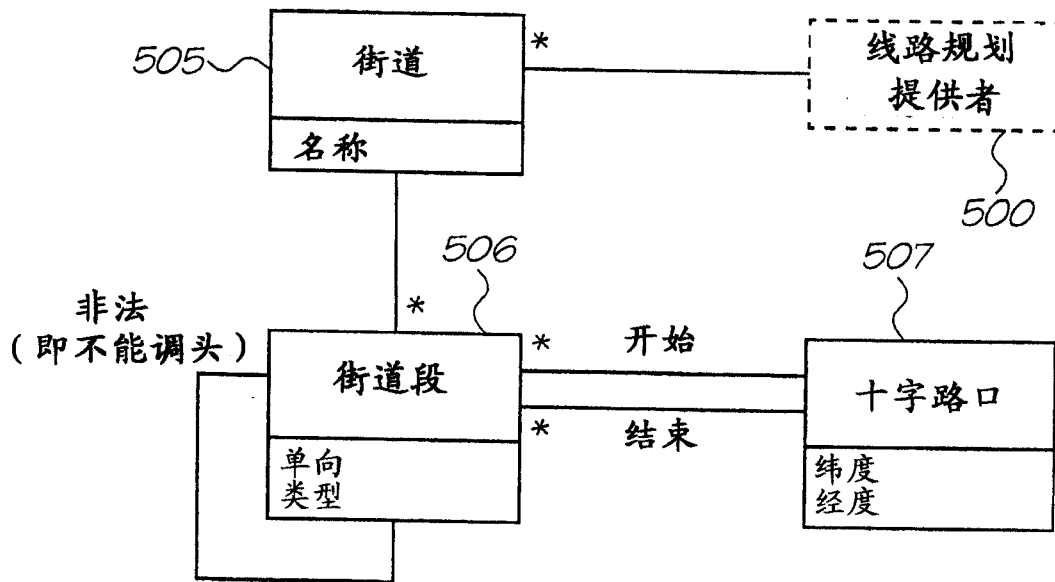 505
街道
*
名称
线路规划
提供者
500
506
507
非法
(即不能调头)
*
街道段
单向
类型
*
开始
*
结束
十字路口
纬度
经度